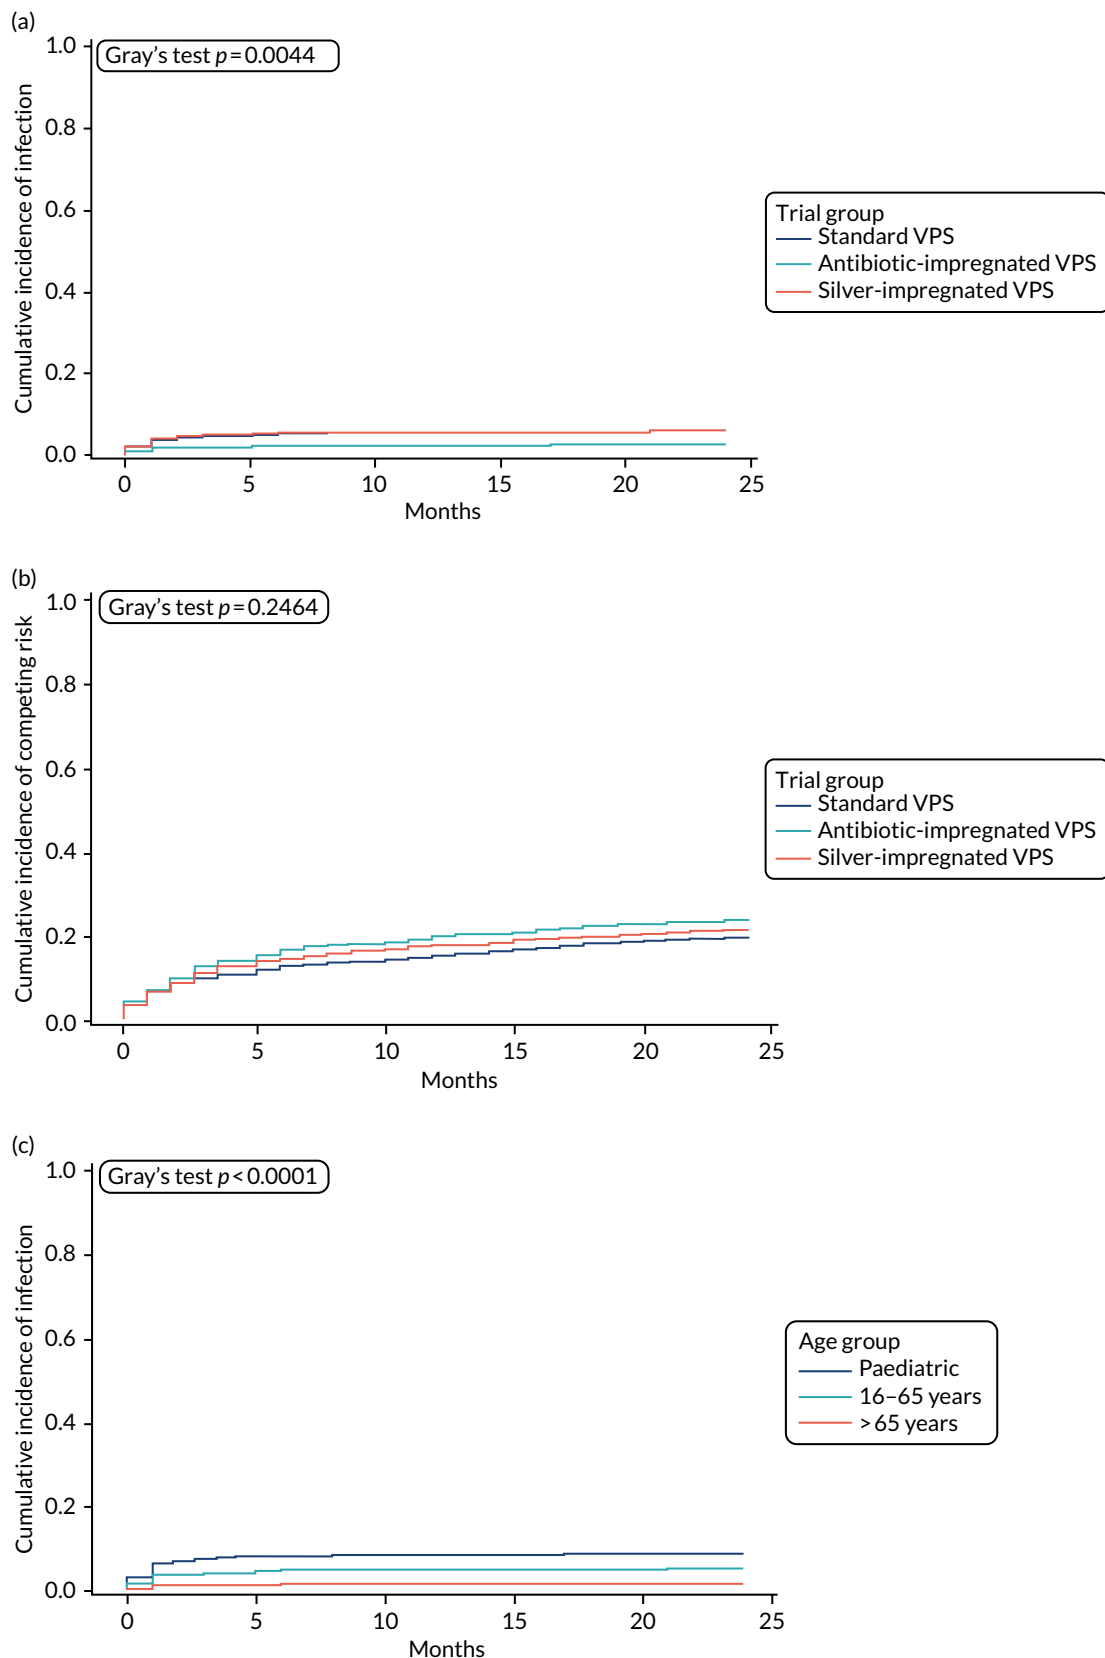 (a)
1.0
Gray's test p=0.0044
0.8
0.6
0.4
0.2
0.0
Cumulative incidence of infection
0 5 10 15 20 25
Months
Trial group
Standard VPS
Antibiotic-impregnated VPS
Silver-impregnated VPS
(b)
1.0
Gray's test p=0.2464
0.8
0.6
0.4
0.2
0.0
Cumulative incidence of competing risk
0 5 10 15 20 25
Months
Trial group
Standard VPS
Antibiotic-impregnated VPS
Silver-impregnated VPS
(c)
1.0
Gray's test p<0.0001
0.8
0.6
0.4
0.2
0.0
Cumulative incidence of infection
0 5 10 15 20 25
Months
Age group
Paediatric
16–65 years
>65 years